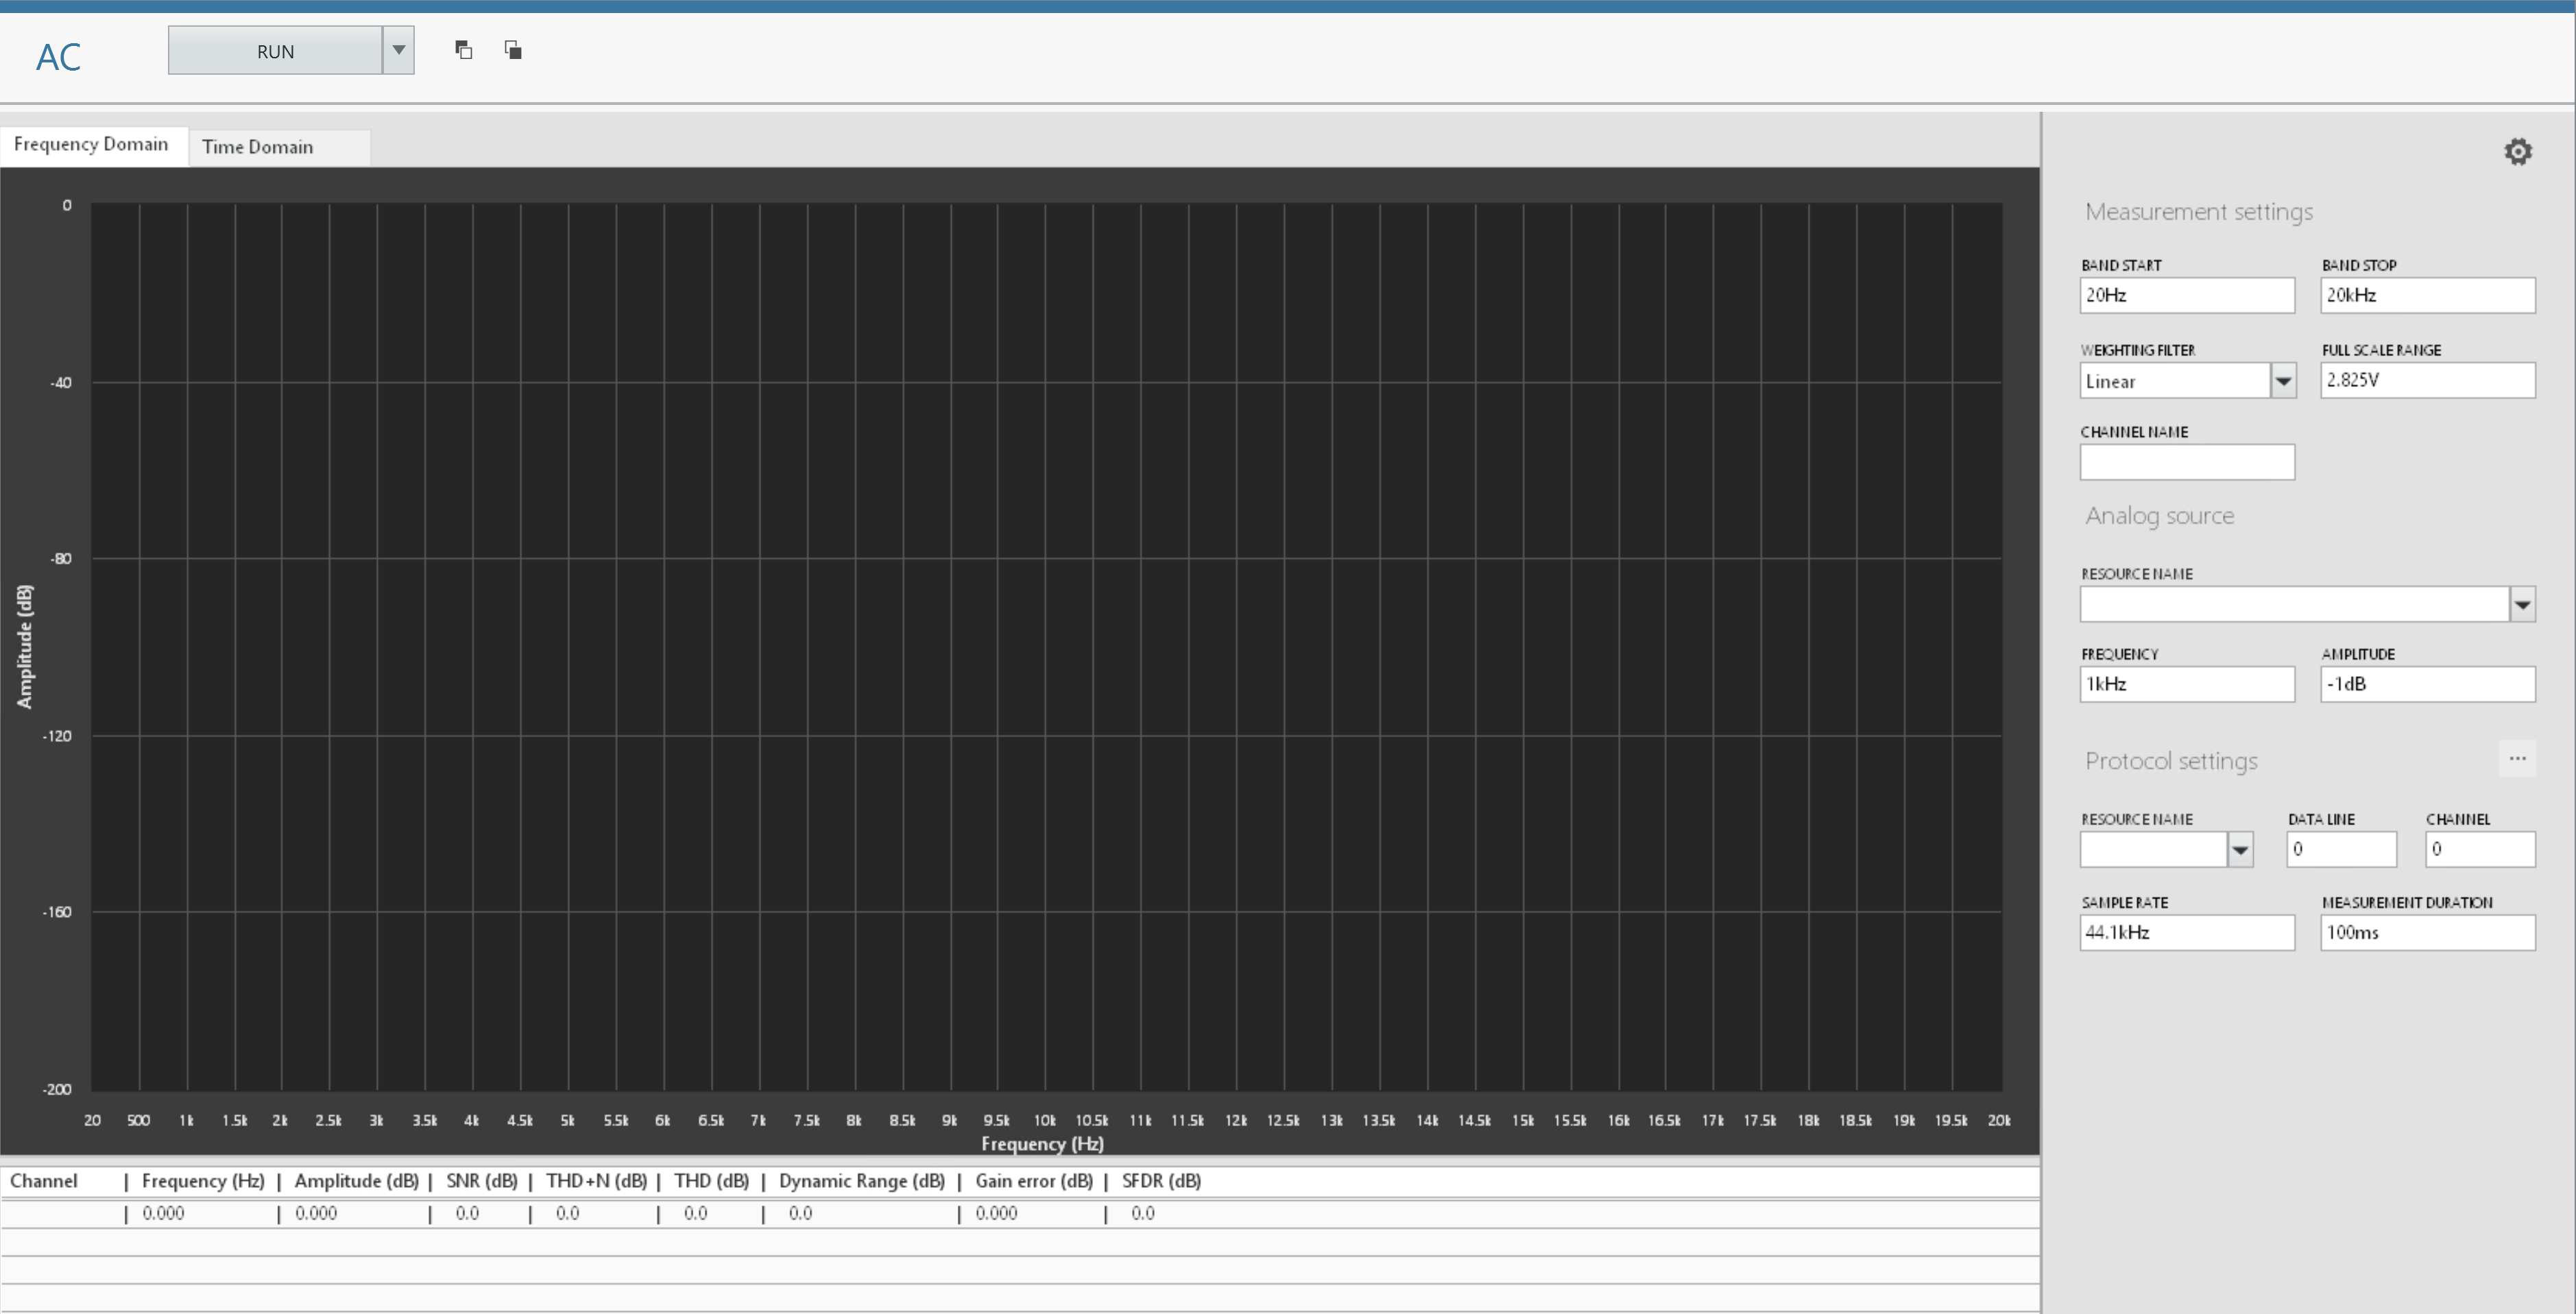 AC
RUN
Frequency Domain
Time Domain
0
-40
-80
-120
-160
-200
Amplitude (dB)
20 500 1k 1.5k 2k 2.5k 3k 3.5k 4k 4.5k 5k 5.5k 6k 6.5k 7k 7.5k 8k 8.5k 9k 9.5k 10k 10.5k 11k 11.5k 12k 12.5k 13k 13.5k 14k 14.5k 15k 15.5k 16k 16.5k 17k 17.5k 18k 18.5k 19k 19.5k 20k
Frequency (Hz)
Channel | Frequency (Hz) | Amplitude (dB) | SNR (dB) | THD+N (dB) | THD (dB) | Dynamic Range (dB) | Gain error (dB) | SFDR (dB)
| 0.000 | 0.000 | 0.0 | 0.0 | 0.0 | 0.0 | 0.000 | 0.0
Measurement settings
BAND START BAND STOP
20Hz 20kHz
WEIGHTING FILTER FULL SCALE RANGE
Linear 2.825V
CHANNEL NAME
Analog source
RESOURCE NAME
FREQUENCY AMPLITUDE
1kHz -1dB
Protocol settings ...
RESOURCE NAME DATA LINE CHANNEL
0 0
SAMPLE RATE MEASUREMENT DURATION
44.1kHz 100ms